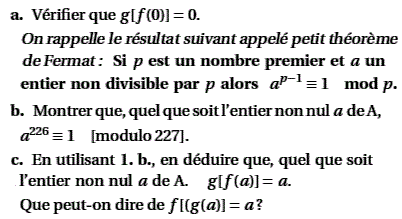 a. Vérifier que g[f(0)] = 0.
On rappelle le résultat suivant appelé petit théorème
de Fermat : Si p est un nombre premier et a un
entier non divisible par p alors a^{p-1} ≡ 1 mod p.
b. Montrer que, quel que soit l'entier non nul a de A,
a^{226} ≡ 1 [modulo 227].
c. En utilisant 1. b., en déduire que, quel que soit
l'entier non nul a de A. g[f(a)] = a.
Que peut-on dire de f[(g(a)] = a ?